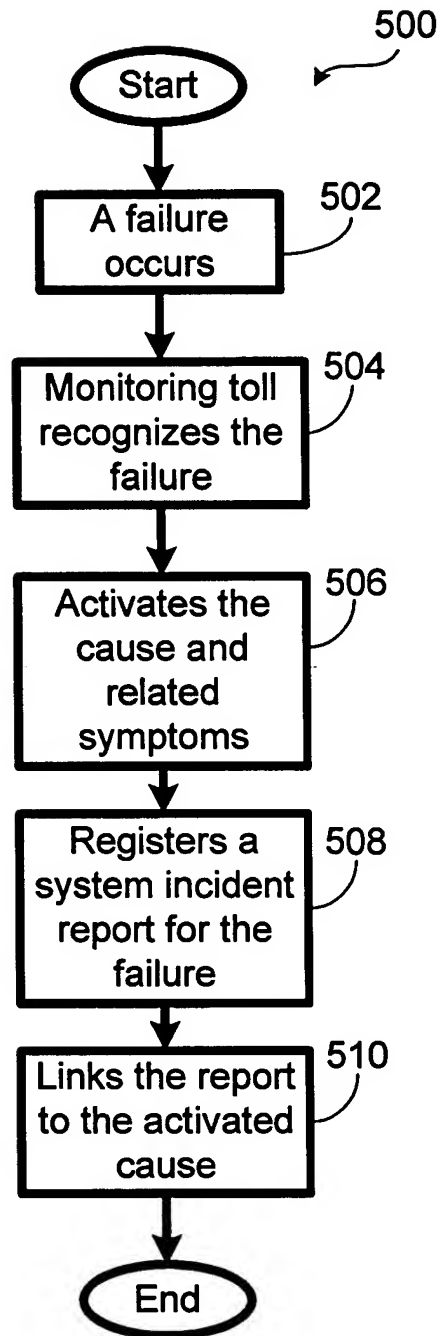 500
Start
502
A failure
occurs
504
Monitoring toll
recognizes the
failure
506
Activates the
cause and
related
symptoms
508
Registers a
system incident
report for the
failure
510
Links the report
to the activated
cause
End